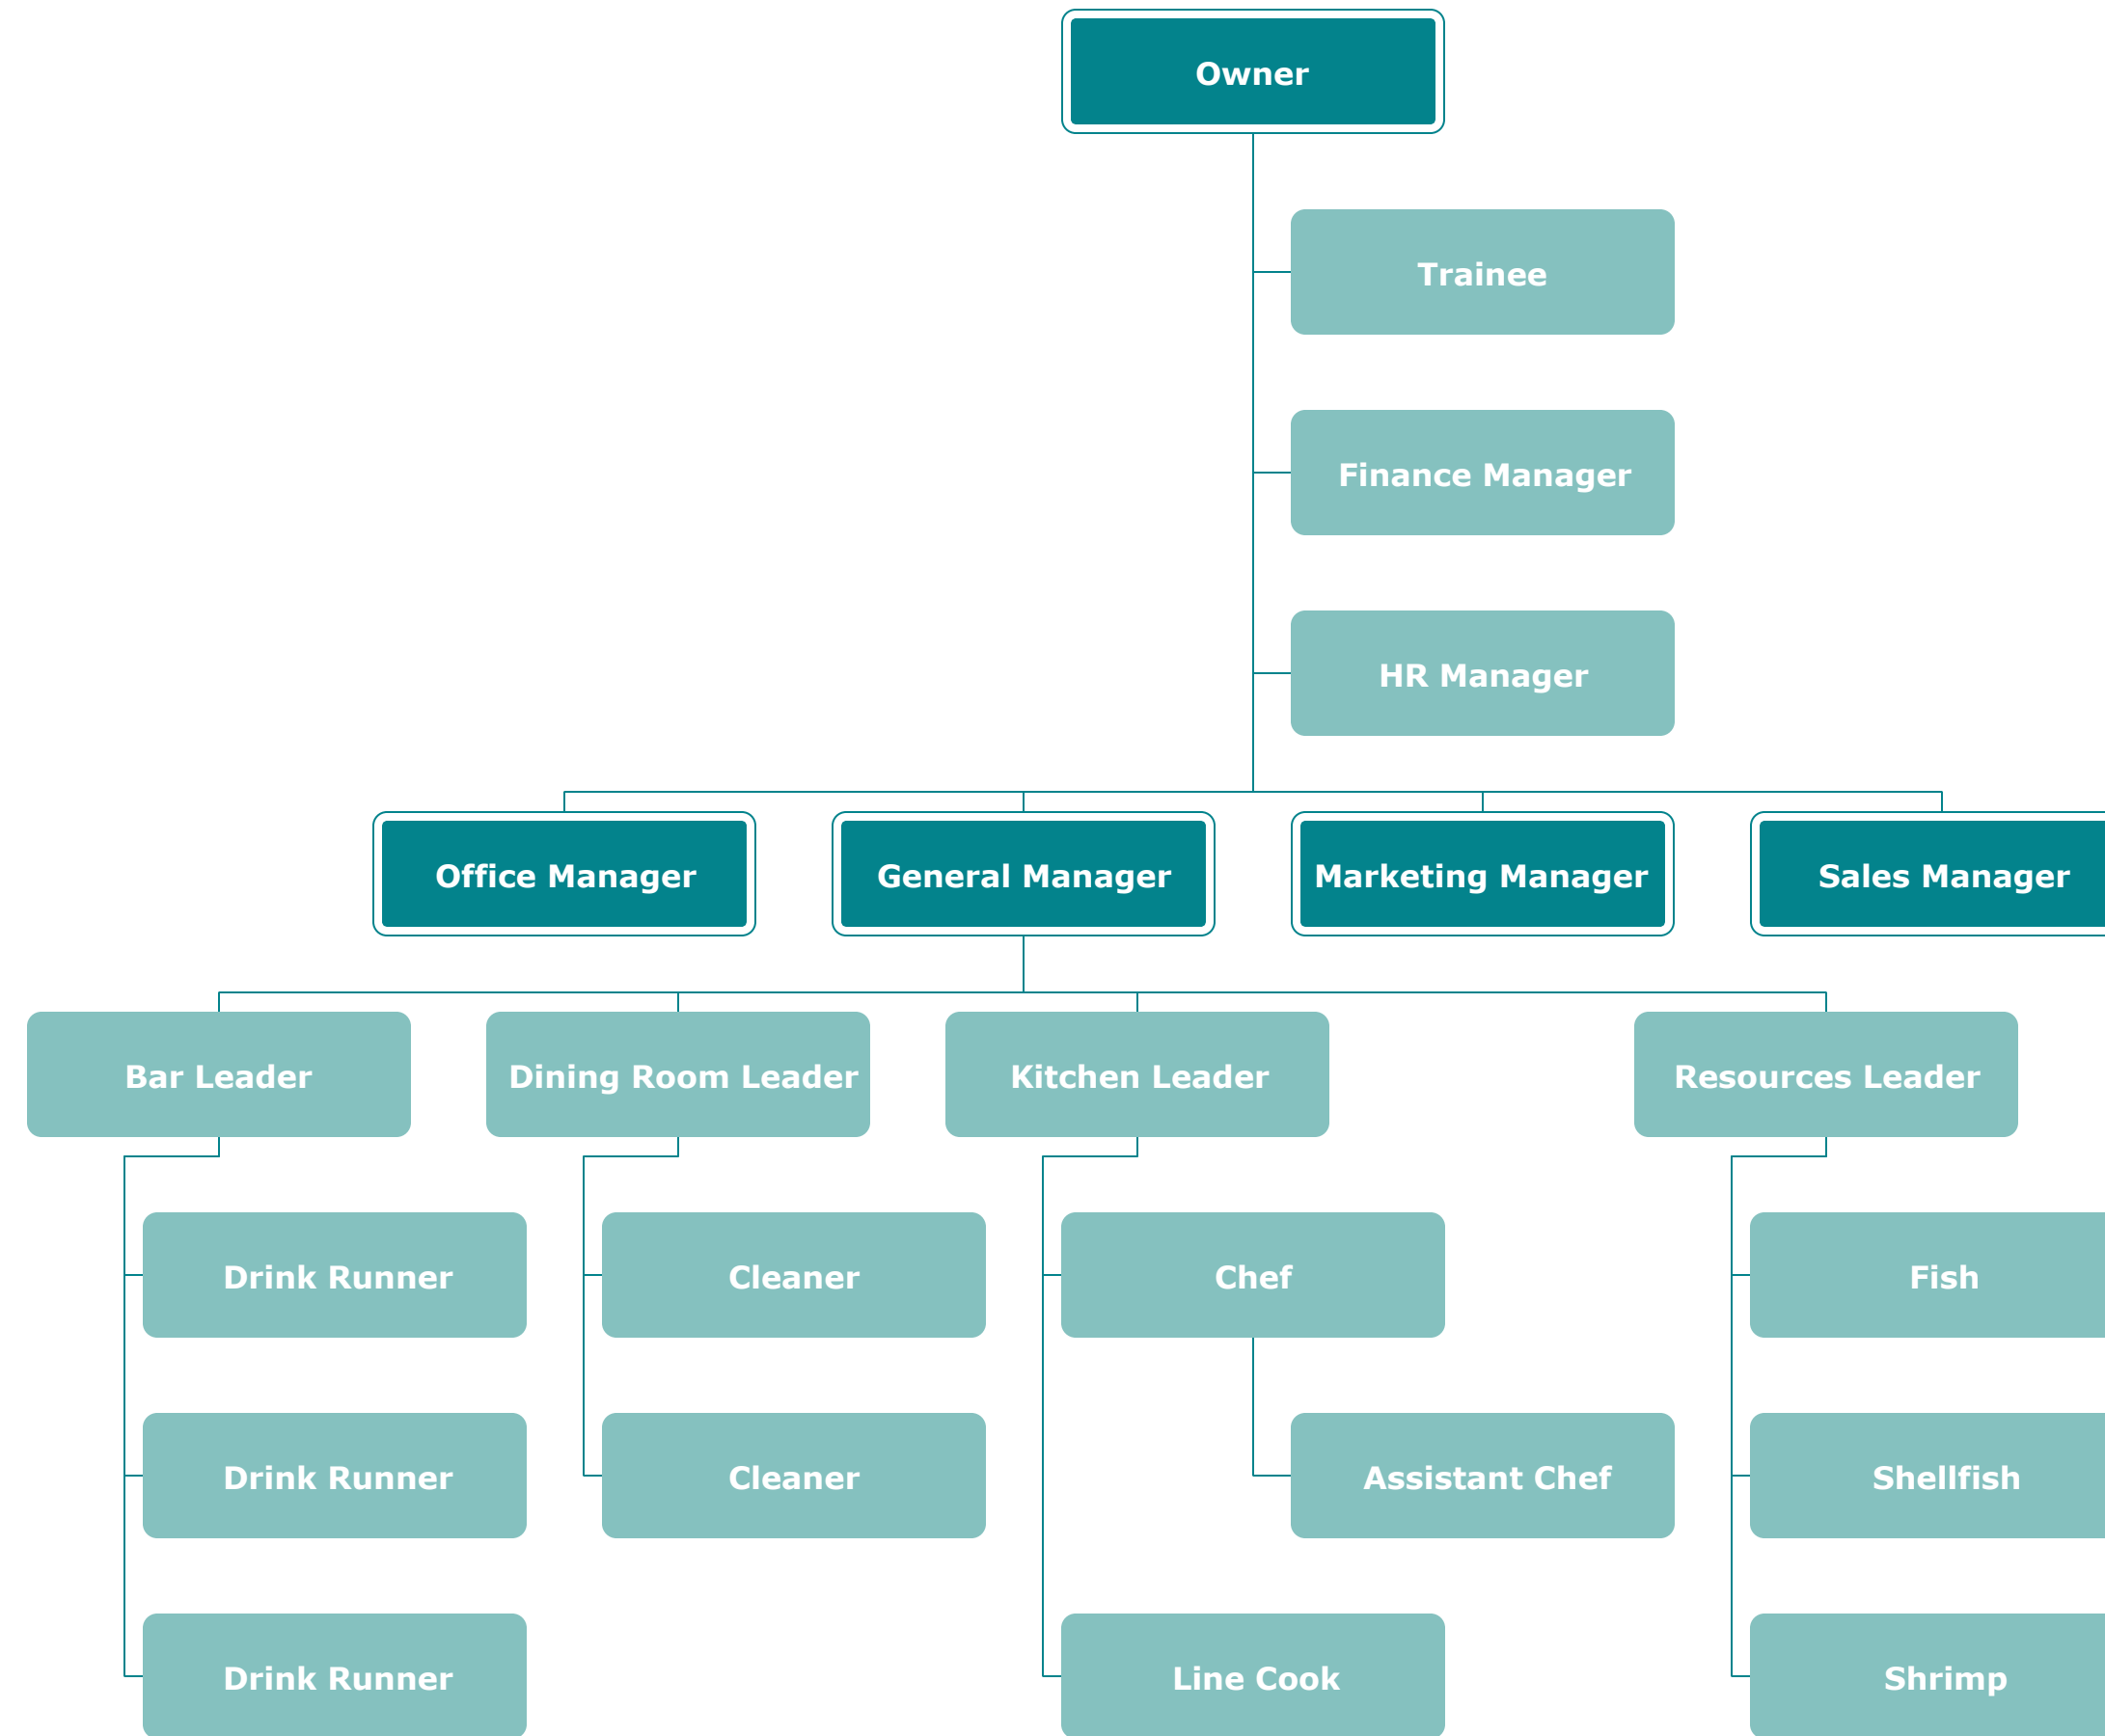 Owner
Trainee
Finance Manager
HR Manager
Office Manager
General Manager
Marketing Manager
Sales Manager
Bar Leader
Dining Room Leader
Kitchen Leader
Resources Leader
Drink Runner
Cleaner
Chef
Fish
Drink Runner
Cleaner
Assistant Chef
Shellfish
Drink Runner
Line Cook
Shrimp